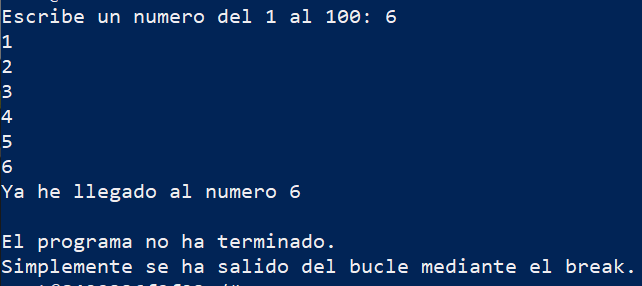 Escribe un numero del 1 al 100: 6
1
2
3
4
5
6
Ya he llegado al numero 6
El programa no ha terminado.
Simplemente se ha salido del bucle mediante el break.